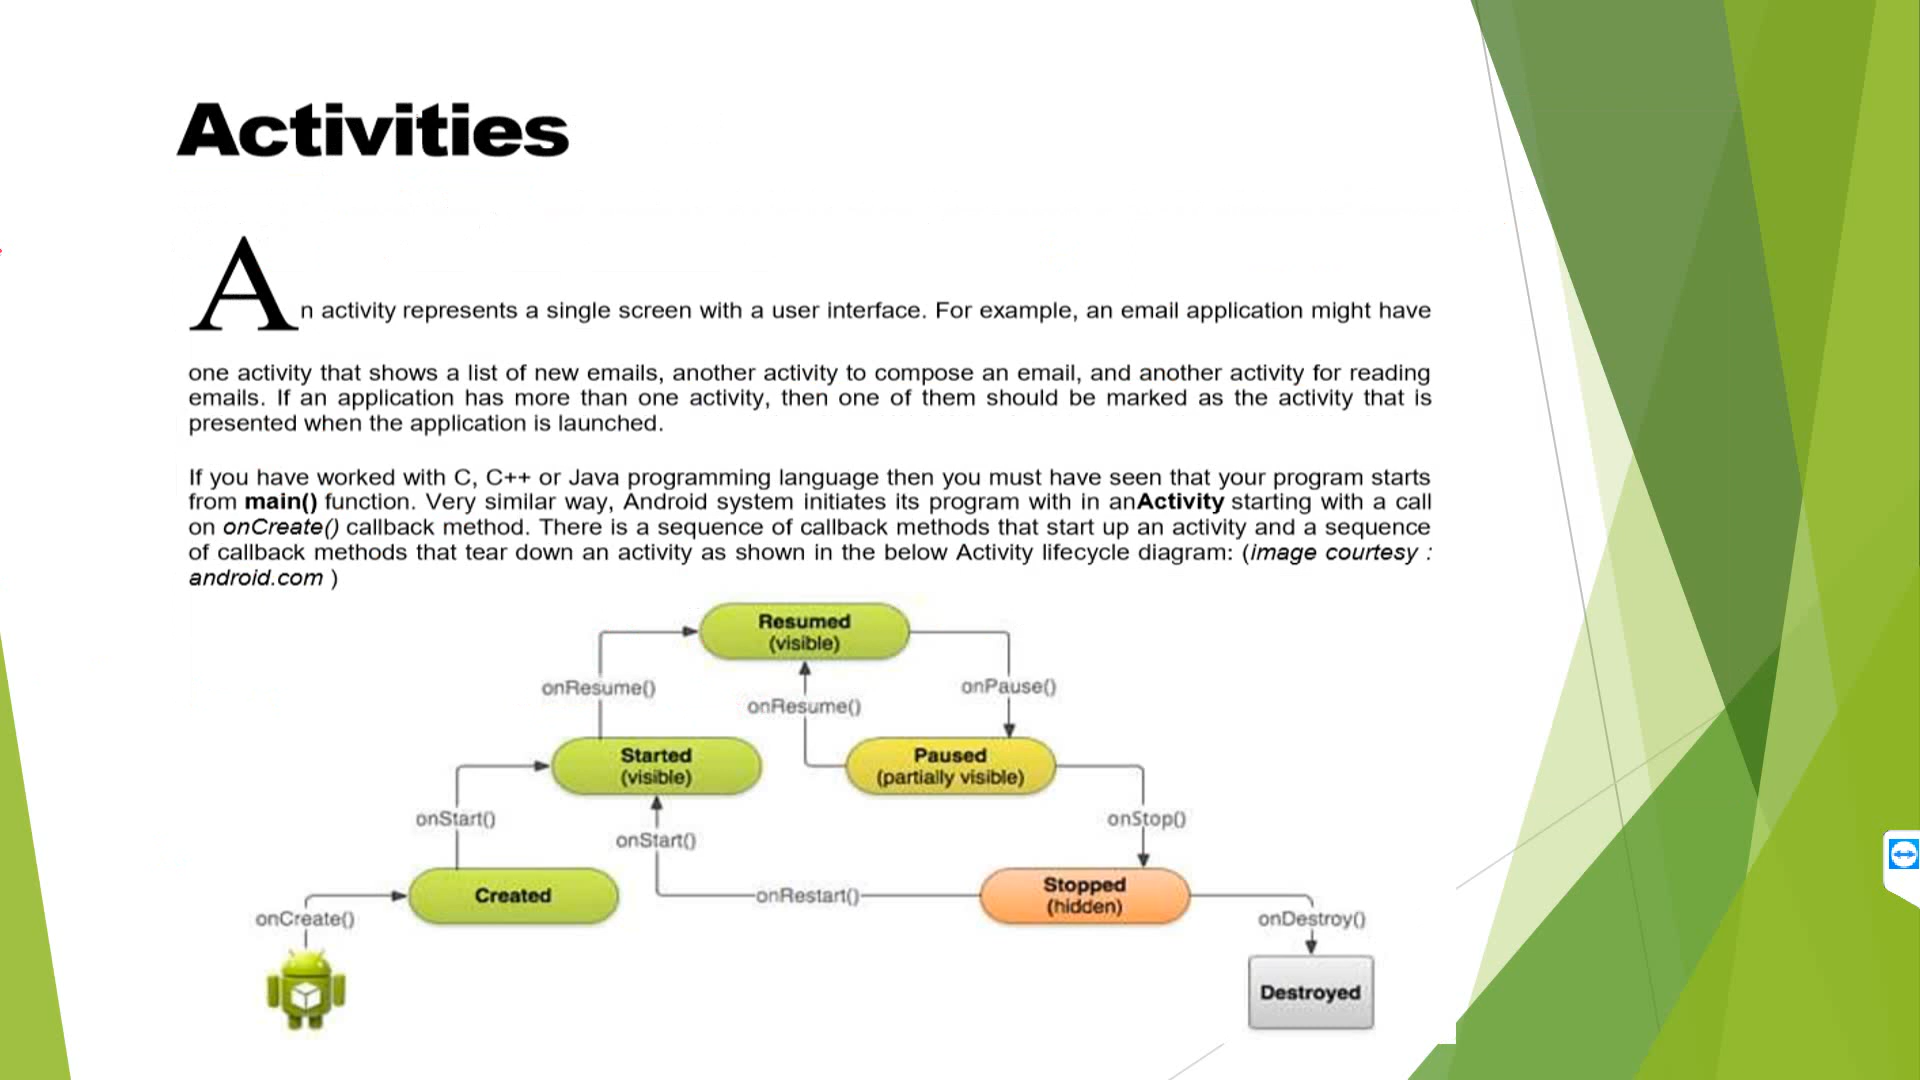 Activities
An activity represents a single screen with a user interface. For example, an email application might have
one activity that shows a list of new emails, another activity to compose an email, and another activity for reading
emails. If an application has more than one activity, then one of them should be marked as the activity that is
presented when the application is launched.
If you have worked with C, C++ or Java programming language then you must have seen that your program starts
from main() function. Very similar way, Android system initiates its program with in anActivity starting with a call
on onCreate() callback method. There is a sequence of callback methods that start up an activity and a sequence
of callback methods that tear down an activity as shown in the below Activity lifecycle diagram: (image courtesy :
android.com )
Resumed
(visible)
onResume()
onResume()
onPause()
Started
(visible)
Paused
(partially visible)
onStart()
onStart()
onStop()
Created
onRestart()
Stopped
(hidden)
onCreate()
onDestroy()
Destroyed